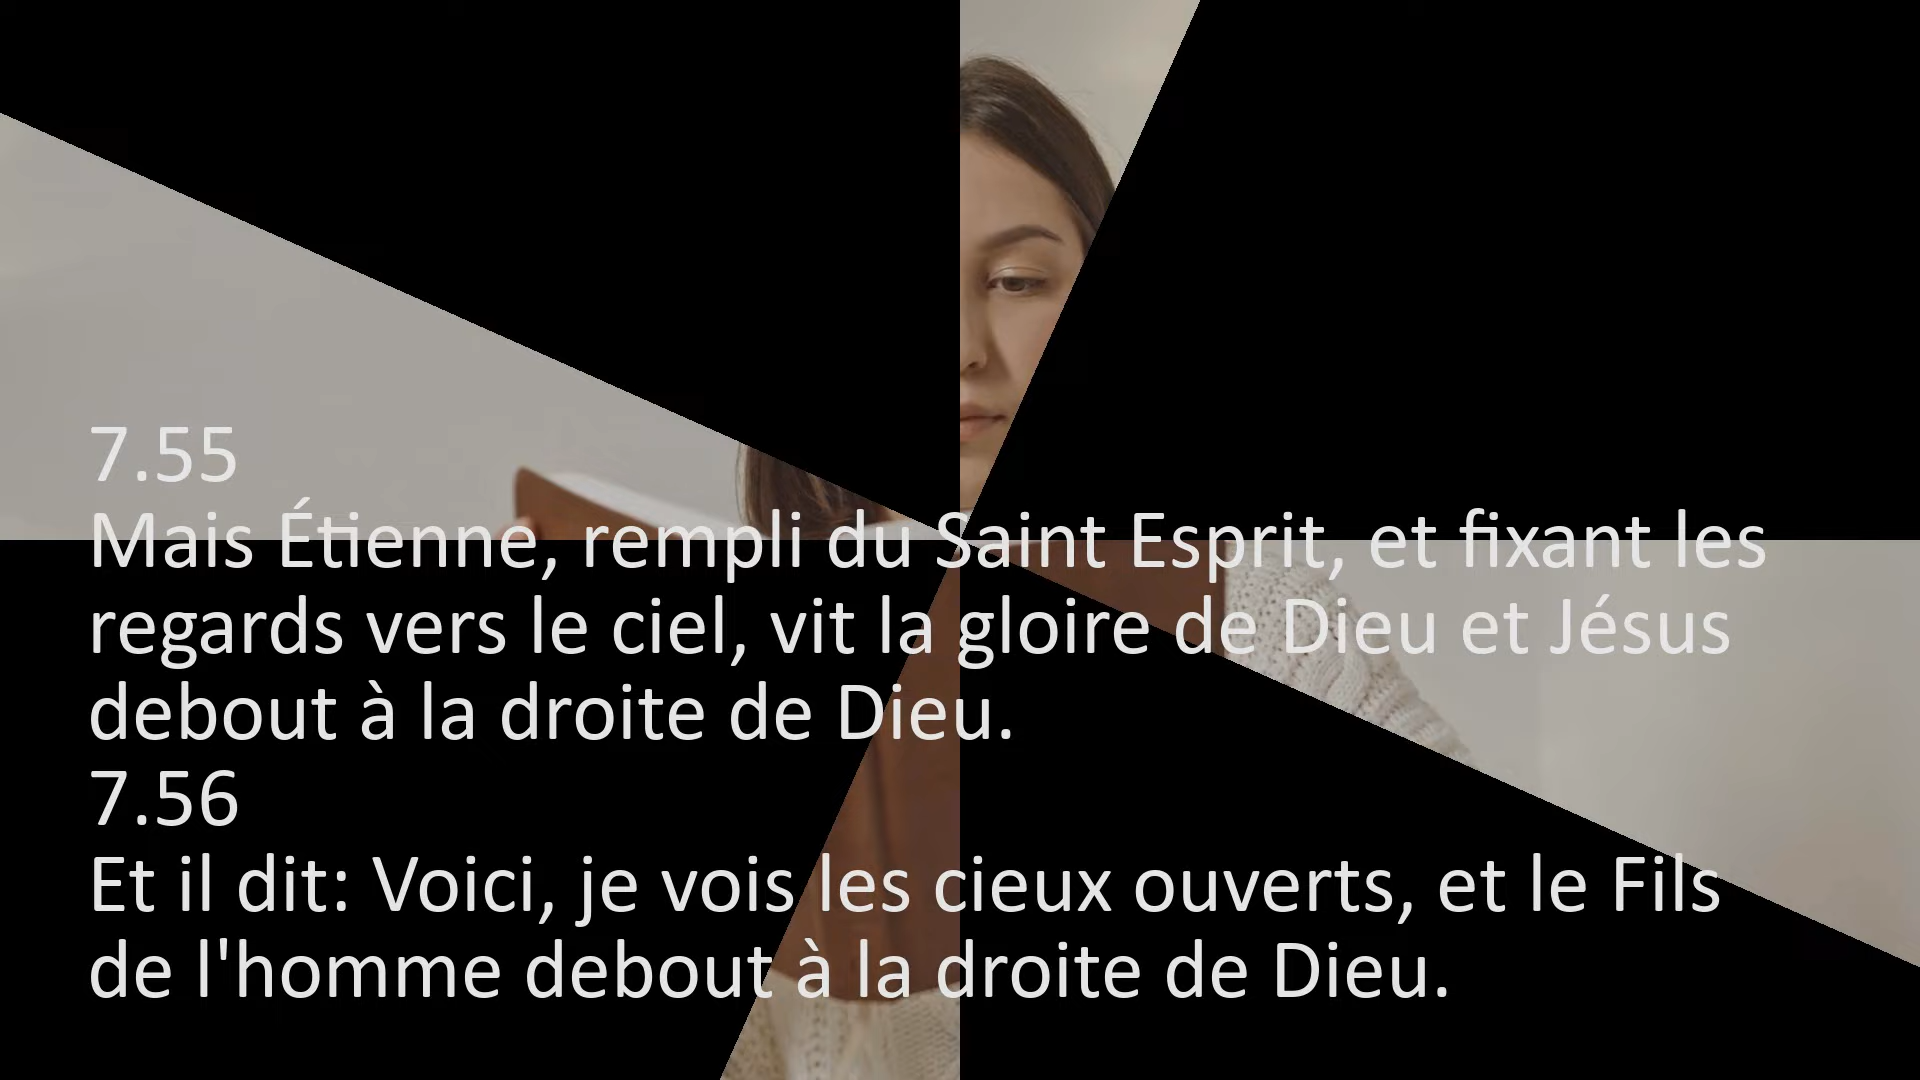 7.55
Mais Étienne, rempli du Saint Esprit, et fixant les
regards vers le ciel, vit la gloire de Dieu et Jésus
debout à la droite de Dieu.
7.56
Et il dit: Voici, je vois les cieux ouverts, et le Fils
de l'homme debout à la droite de Dieu.